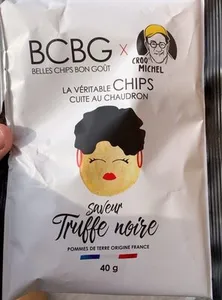 BCBG X
BELLES CHIPS BON GOÛT
CROQ'
MICHEL
LA VÉRITABLE CHIPS
CUITE AU CHAUDRON
saveur
Truffe noire
POMMES DE TERRE ORIGINE FRANCE
40 g